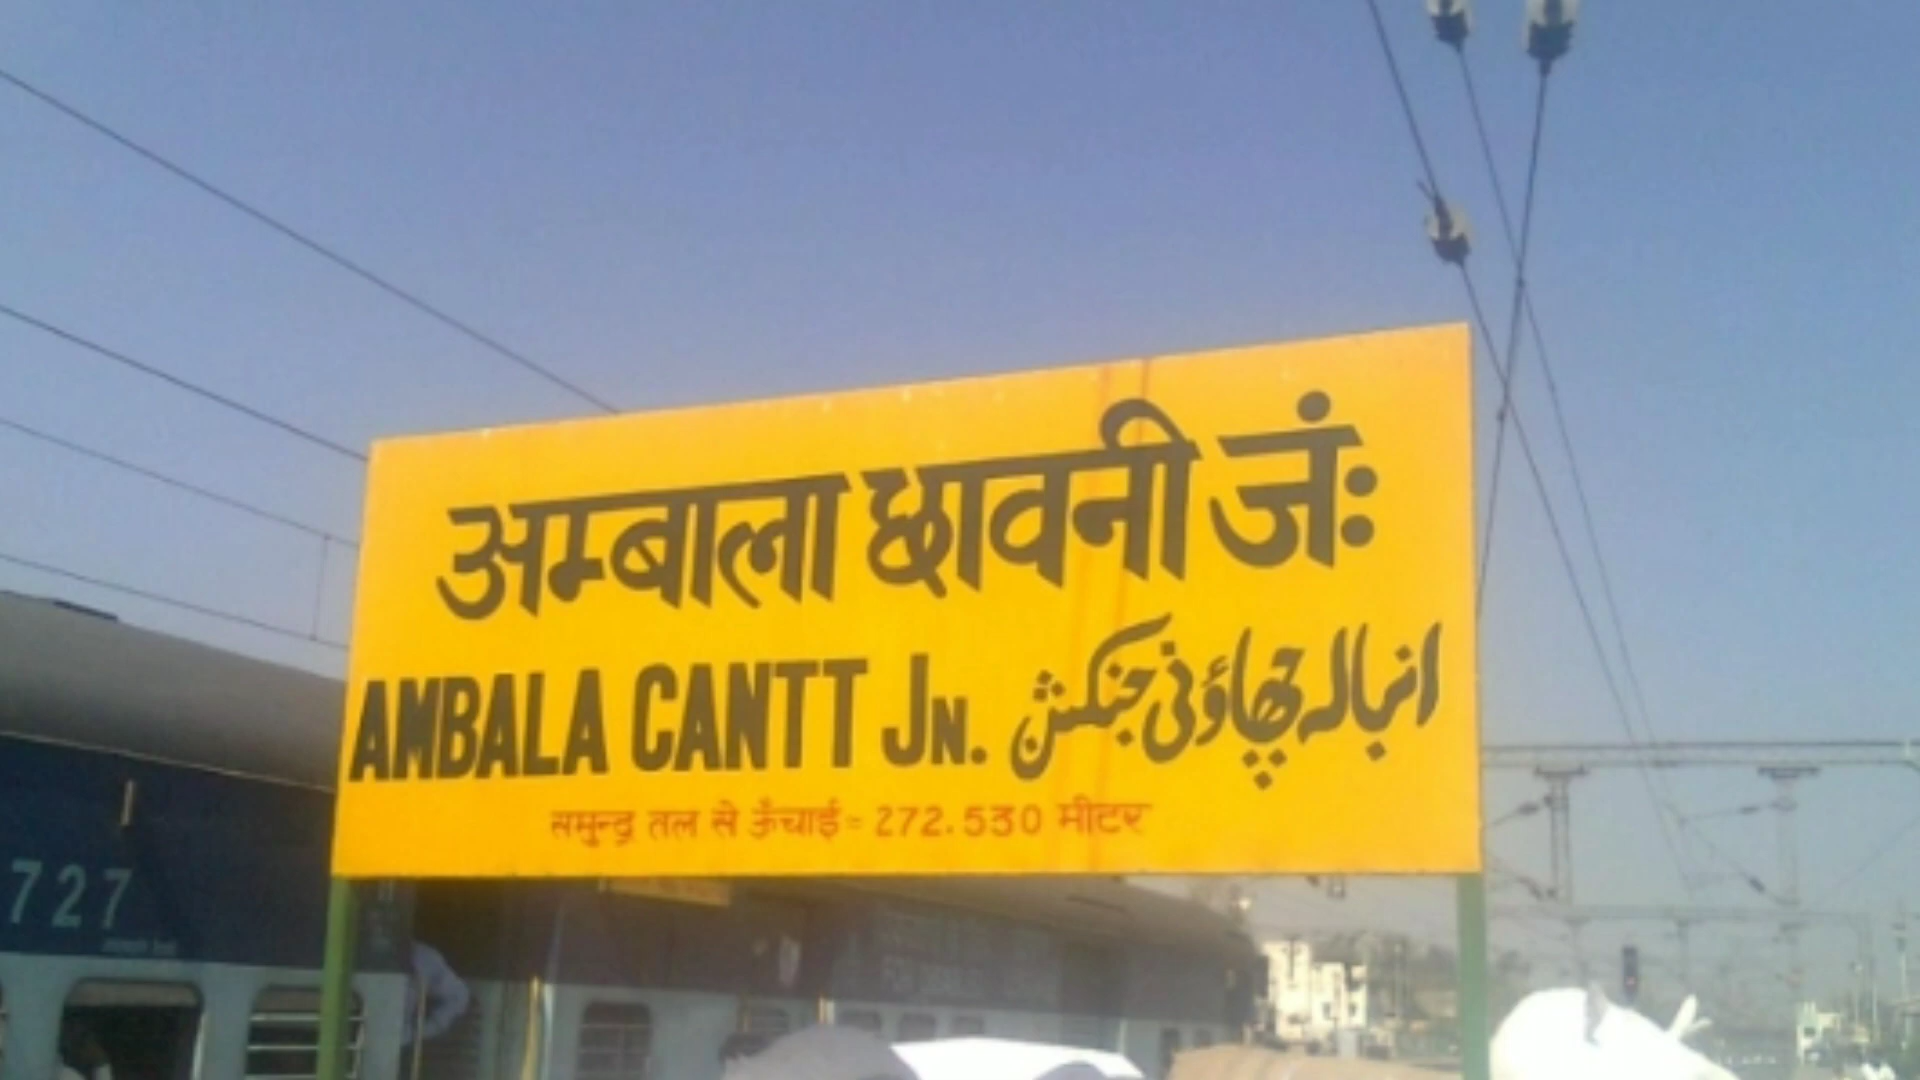 अम्बाला छावनी जंः
AMBALA CANTT JN. انبالہ چھاؤنی جنکشن
समुन्द्र तल से ऊँचाई = 272.530 मीटर
727